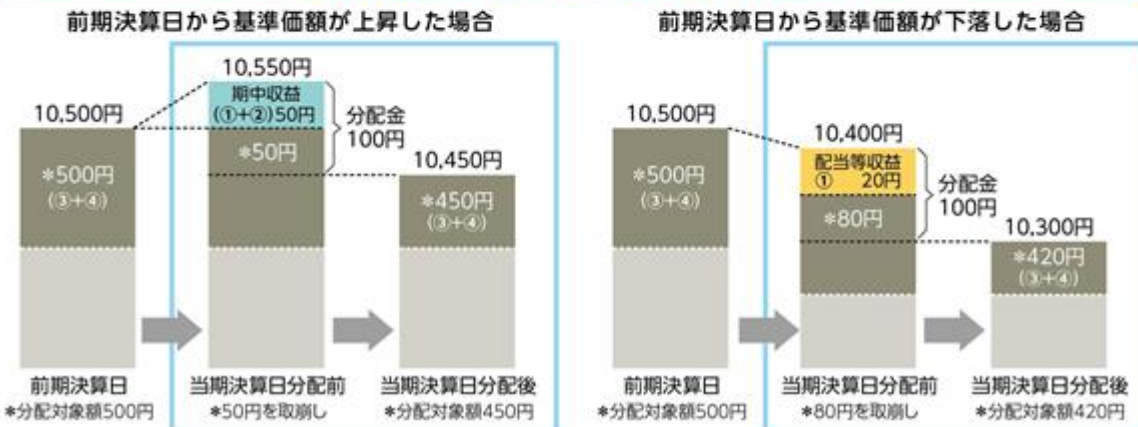 前期決算日から基準価額が上昇した場合
10,500円
*500円
(③+④)
10,550円
期中収益
(①+②)50円
*50円
分配金
100円
10,450円
*450円
(③+④)
前期決算日
*分配対象額500円
当期決算日分配前
*50円を取崩し
当期決算日分配後
*分配対象額450円
前期決算日から基準価額が下落した場合
10,500円
*500円
(③+④)
10,400円
配当等収益
① 20円
*80円
分配金
100円
10,300円
*420円
(③+④)
前期決算日
*分配対象額500円
当期決算日分配前
*80円を取崩し
当期決算日分配後
*分配対象額420円